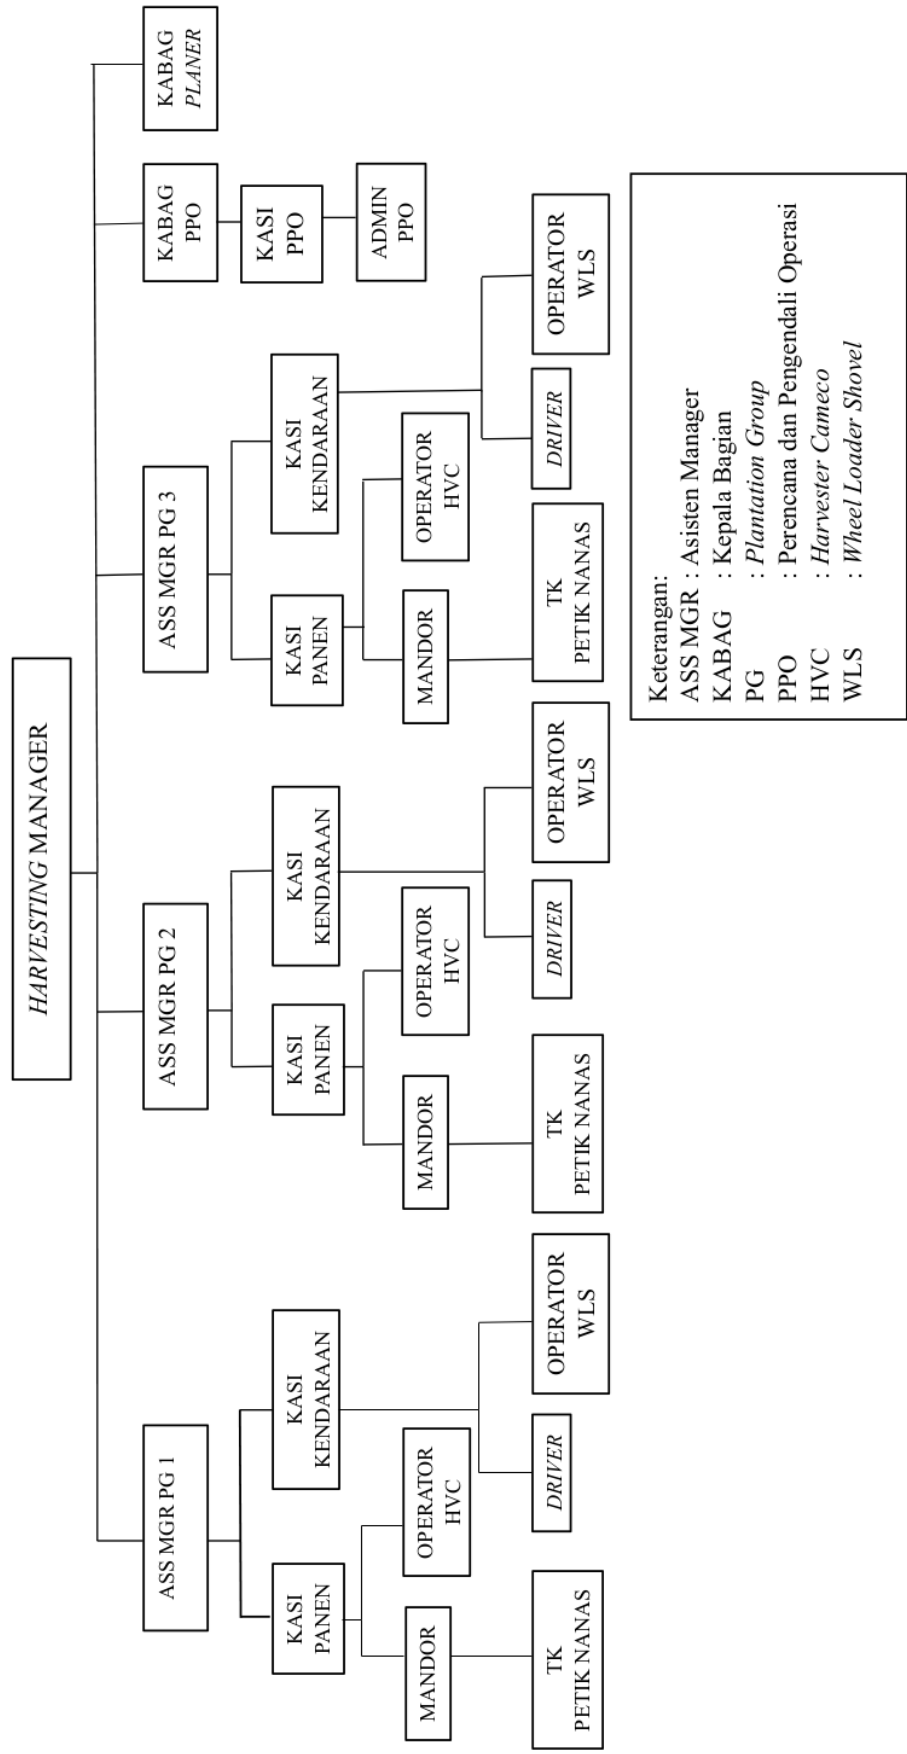 HARVESTING MANAGER
ASS MGR PG 1
ASS MGR PG 2
ASS MGR PG 3
KABAG
PPO
KABAG
PLANER
KASI
PANEN
KASI
KENDARAAN
KASI
PANEN
KASI
KENDARAAN
KASI
PANEN
KASI
KENDARAAN
KASI
PPO
MANDOR
OPERATOR
HVC
MANDOR
OPERATOR
HVC
MANDOR
OPERATOR
HVC
ADMIN
PPO
TK
PETIK NANAS
DRIVER
OPERATOR
WLS
TK
PETIK NANAS
DRIVER
OPERATOR
WLS
TK
PETIK NANAS
DRIVER
OPERATOR
WLS
Keterangan:
ASS MGR : Asisten Manager
KABAG : Kepala Bagian
PG : Plantation Group
PPO : Perencana dan Pengendali Operasi
HVC : Harvester Cameco
WLS : Wheel Loader Shovel